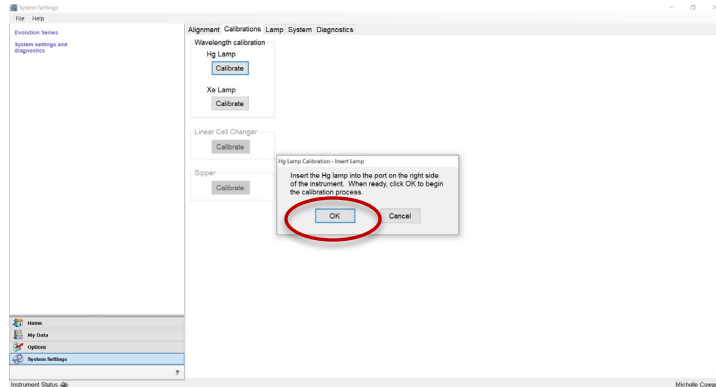 System Settings
File Help
Evolution Series
System settings and
diagnostics
Alignment Calibrations Lamp System Diagnostics
Wavelength calibration
Hg Lamp
Calibrate
Xe Lamp
Calibrate
Linear Cell Changer
Calibrate
Sipper
Calibrate
Hg Lamp Calibration - Insert Lamp
Insert the Hg lamp into the port on the right side
of the instrument. When ready, click OK to begin
the calibration process.
OK Cancel
Home
My Data
Options
System Settings
?
Instrument Status
Michelle Cower